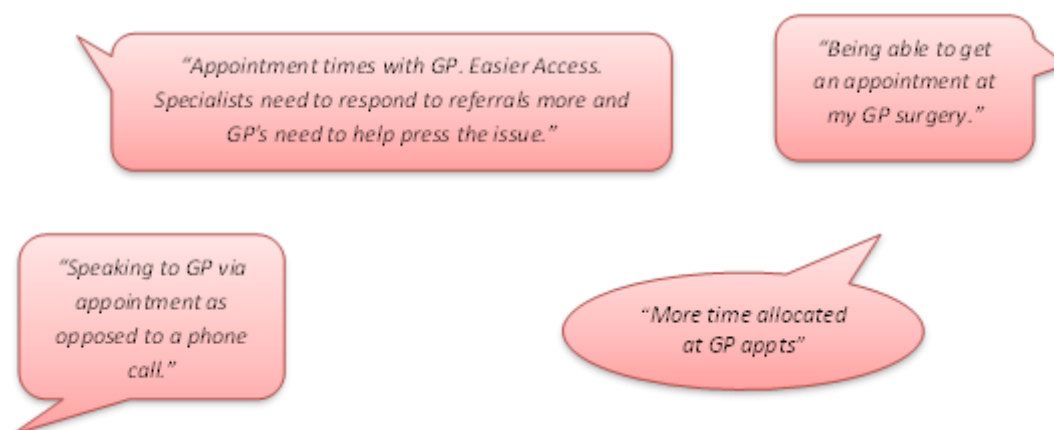 “Appointment times with GP. Easier Access.
Specialists need to respond to referrals more and
GP’s need to help press the issue.”
“Being able to get
an appointment at
my GP surgery.”
“Speaking to GP via
appointment as
opposed to a phone
call.”
“More time allocated
at GP appts”